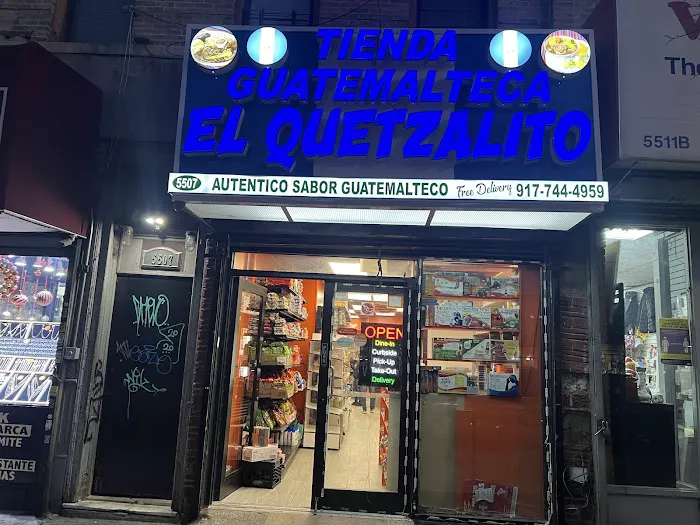 TIENDA
GUATEMALTECA
EL QUETZALITO
5507 AUTENTICO SABOR GUATEMALTECO Free Delivery 917-744-4959
The
5511B
5507
OPEN
Dine-In
Curbside
Pick-Up
Take-Out
Delivery